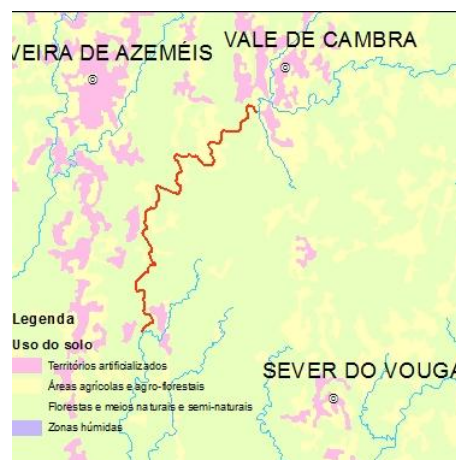 VEIRA DE AZEMÉIS
VALE DE CAMBRA
Legenda
Uso do solo
Territórios artificializados
Áreas agrícolas e agro-florestais
Florestas e meios naturais e semi-naturais
Zonas húmidas
SEVER DO VOUGA